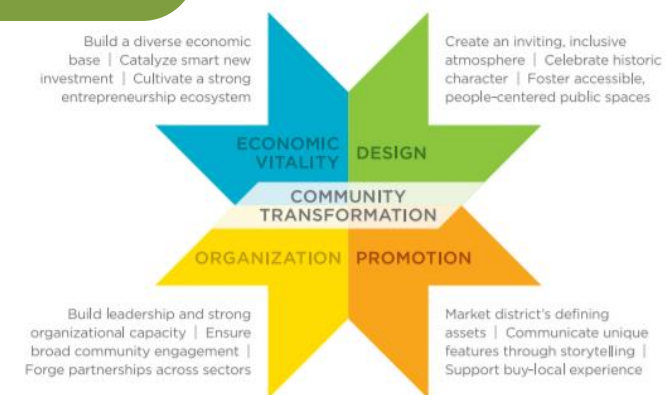 Build a diverse economic
base | Catalyze smart new
investment | Cultivate a strong
entrepreneurship ecosystem
Create an inviting, inclusive
atmosphere | Celebrate historic
character | Foster accessible,
people-centered public spaces
ECONOMIC
VITALITY
DESIGN
COMMUNITY
TRANSFORMATION
ORGANIZATION
PROMOTION
Build leadership and strong
organizational capacity | Ensure
broad community engagement |
Forge partnerships across sectors
Market district's defining
assets | Communicate unique
features through storytelling |
Support buy-local experience